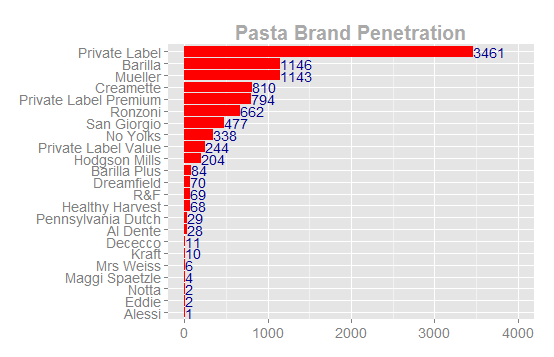 Pasta Brand Penetration
Private Label 3461
Barilla 1146
Mueller 1143
Creamette 810
Private Label Premium 794
Ronzoni 662
San Giorgio 477
No Yolks 338
Private Label Value 244
Hodgson Mills 204
Barilla Plus 84
Dreamfield 70
R&F 69
Healthy Harvest 68
Pennsylvania Dutch 29
Al Dente 28
Dececco 11
Kraft 10
Mrs Weiss 6
Maggi Spaetzle 4
Notta 2
Eddie 2
Alessi 1
0 1000 2000 3000 4000